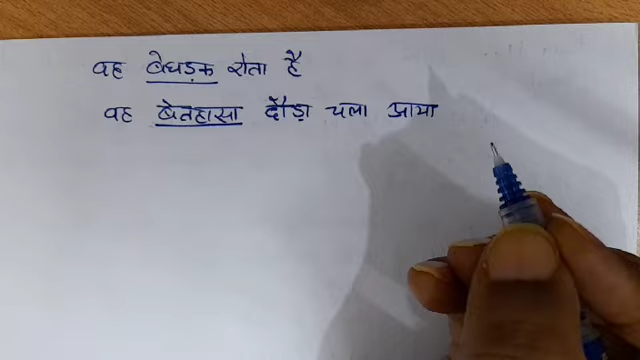 वह बेधड़क रोता है
वह बेतहासा दौड़ा चला आया